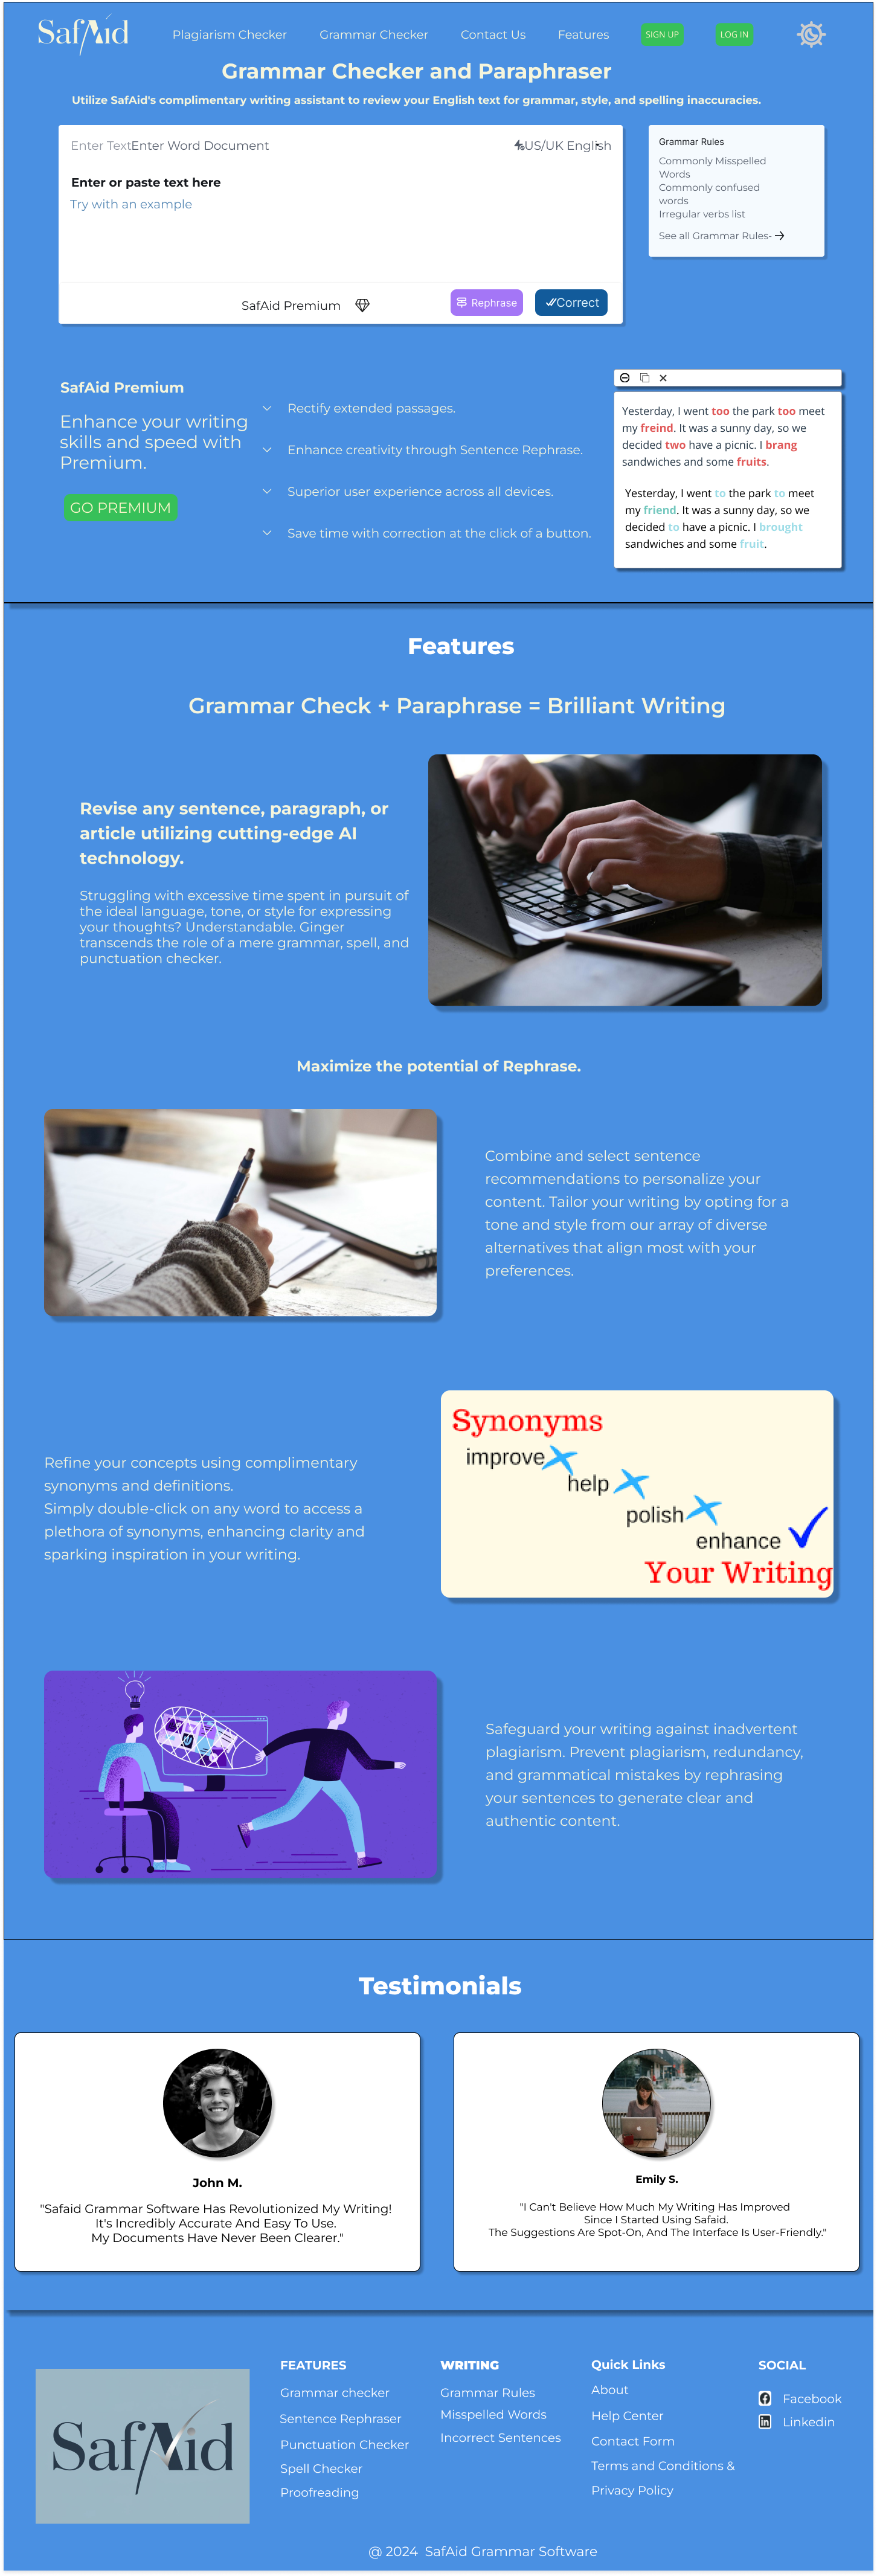 SafAid
Plagiarism Checker
Grammar Checker
Contact Us
Features
SIGN UP
LOG IN
Grammar Checker and Paraphraser
Utilize SafAid's complimentary writing assistant to review your English text for grammar, style, and spelling inaccuracies.
Enter Text
Enter Word Document
US/UK English
Enter or paste text here
Try with an example
SafAid Premium
Rephrase
Correct
Grammar Rules
Commonly Misspelled
Words
Commonly confused
words
Irregular verbs list
See all Grammar Rules-
SafAid Premium
Enhance your writing
skills and speed with
Premium.
GO PREMIUM
Rectify extended passages.
Enhance creativity through Sentence Rephrase.
Superior user experience across all devices.
Save time with correction at the click of a button.
Yesterday, I went too the park too meet
my freind. It was a sunny day, so we
decided two have a picnic. I brang
sandwiches and some fruits.
Yesterday, I went to the park to meet
my friend. It was a sunny day, so we
decided to have a picnic. I brought
sandwiches and some fruit.
Features
Grammar Check + Paraphrase = Brilliant Writing
Revise any sentence, paragraph, or
article utilizing cutting-edge AI
technology.
Struggling with excessive time spent in pursuit of
the ideal language, tone, or style for expressing
your thoughts? Understandable. Ginger
transcends the role of a mere grammar, spell, and
punctuation checker.
Maximize the potential of Rephrase.
Combine and select sentence
recommendations to personalize your
content. Tailor your writing by opting for a
tone and style from our array of diverse
alternatives that align most with your
preferences.
Refine your concepts using complimentary
synonyms and definitions.
Simply double-click on any word to access a
plethora of synonyms, enhancing clarity and
sparking inspiration in your writing.
Synonyms
improve
help
polish
enhance
Your Writing
Safeguard your writing against inadvertent
plagiarism. Prevent plagiarism, redundancy,
and grammatical mistakes by rephrasing
your sentences to generate clear and
authentic content.
Testimonials
John M.
"Safaid Grammar Software Has Revolutionized My Writing!
It's Incredibly Accurate And Easy To Use.
My Documents Have Never Been Clearer."
Emily S.
"I Can't Believe How Much My Writing Has Improved
Since I Started Using Safaid.
The Suggestions Are Spot-On, And The Interface Is User-Friendly."
SafAid
FEATURES
Grammar checker
Sentence Rephraser
Punctuation Checker
Spell Checker
Proofreading
WRITING
Grammar Rules
Misspelled Words
Incorrect Sentences
Quick Links
About
Help Center
Contact Form
Terms and Conditions &
Privacy Policy
SOCIAL
Facebook
Linkedin
@ 2024 SafAid Grammar Software